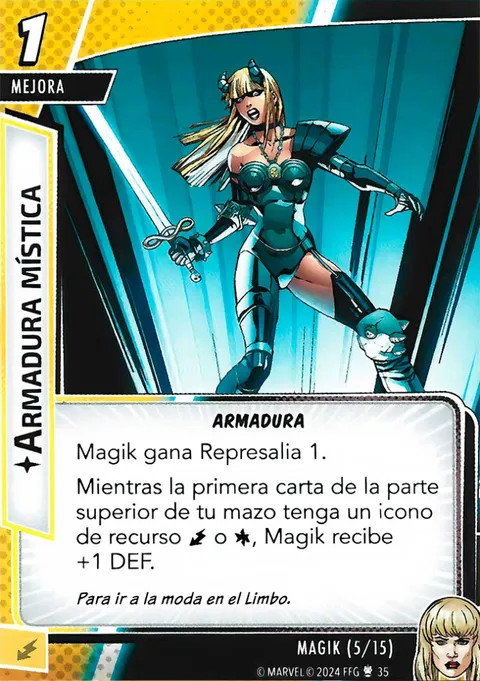 1
MEJORA
ARMADURA MÍSTICA
ARMADURA
Magik gana Represalia 1.
Mientras la primera carta de la parte
superior de tu mazo tenga un icono
de recurso o , Magik recibe
+1 DEF.
Para ir a la moda en el Limbo.
MAGIK (5/15)
© MARVEL © 2024 FFG 35